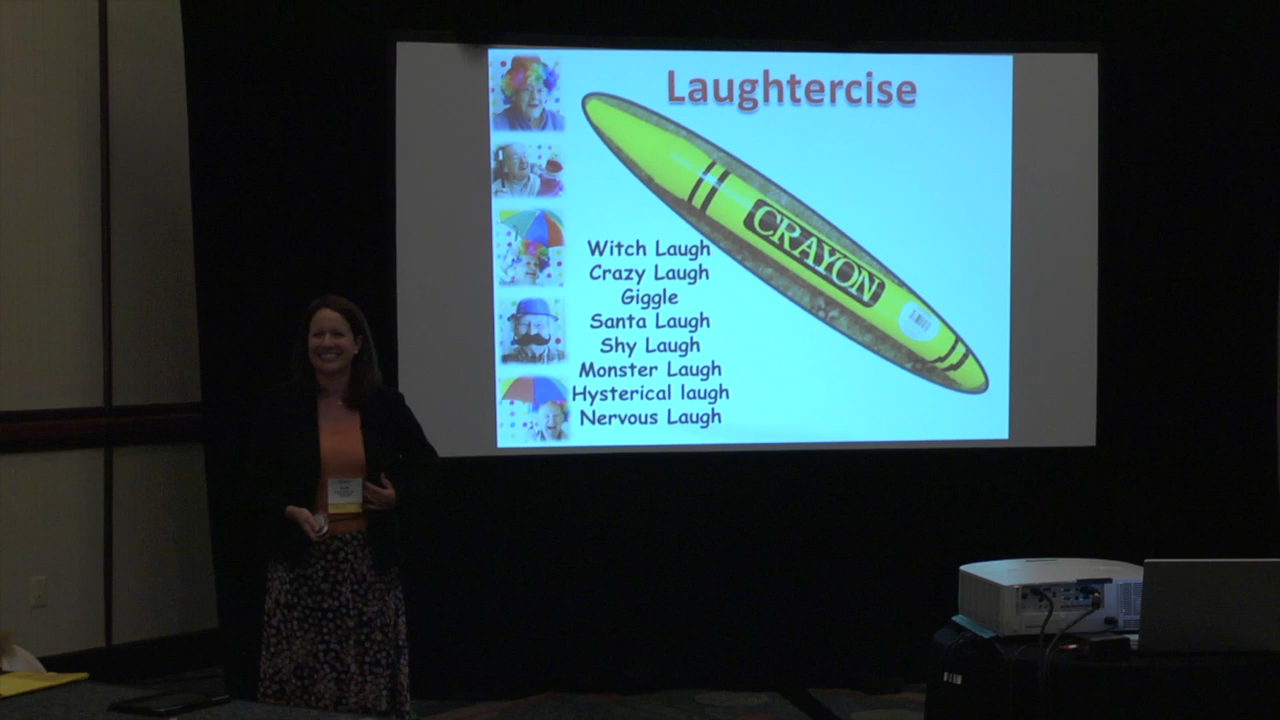 Laughtercise
CRAYON
Witch Laugh
Crazy Laugh
Giggle
Santa Laugh
Shy Laugh
Monster Laugh
Hysterical laugh
Nervous Laugh